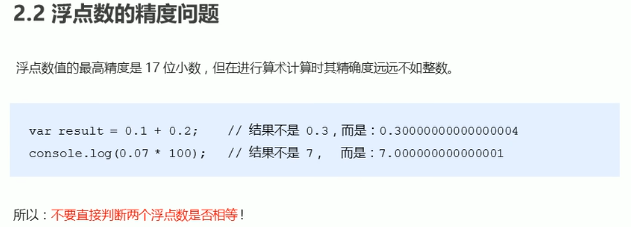 2.2 浮点数的精度问题
浮点数值的最高精度是 17 位小数，但在进行算术计算时其精确度远远不如整数。
var result = 0.1 + 0.2;    // 结果不是 0.3，而是：0.30000000000000004
console.log(0.07 * 100);   // 结果不是 7，  而是：7.000000000000001
所以：不要直接判断两个浮点数是否相等！